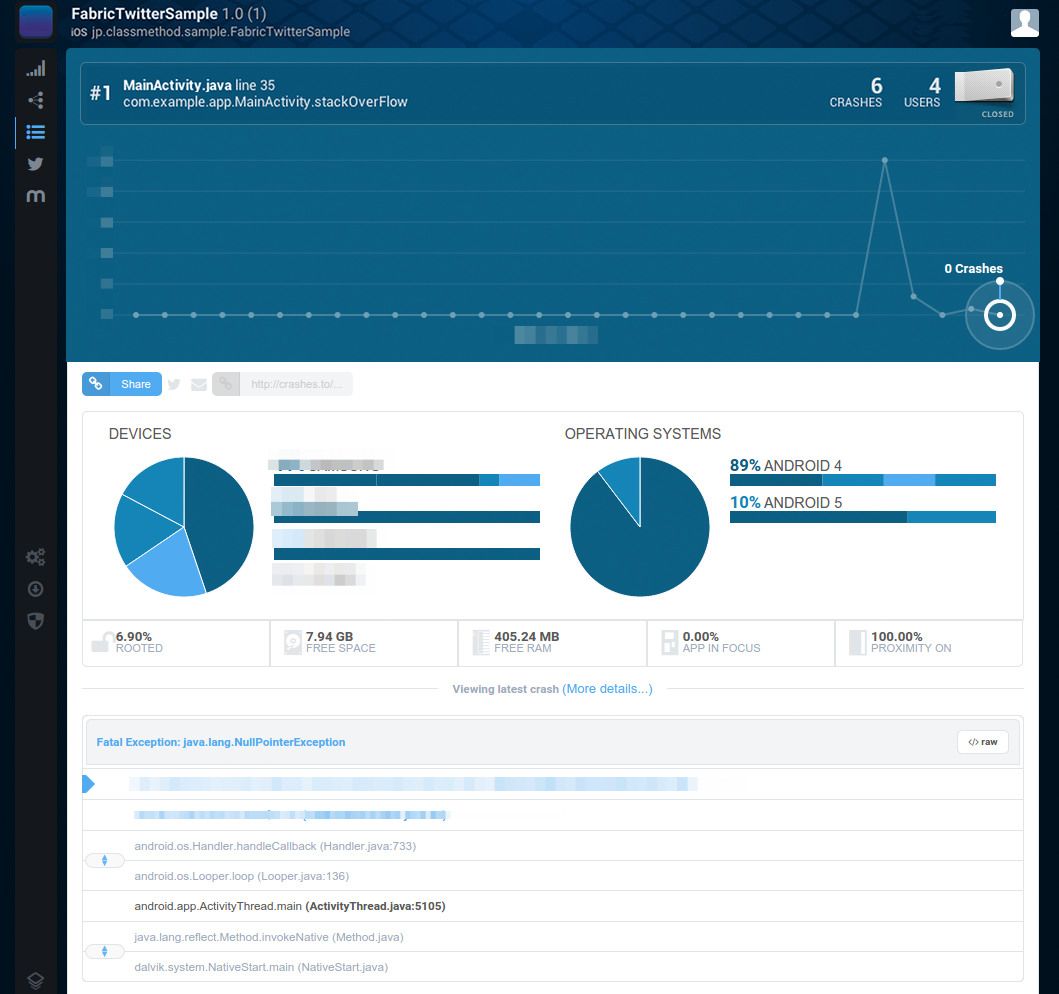 FabricTwitterSample 1.0 (1)
iOS jp.classmethod.sample.FabricTwitterSample
#1
MainActivity.java line 35
com.example.app.MainActivity.stackOverFlow
6
CRASHES
4
USERS
CLOSED
0 Crashes
Share
http://crashes.to/...
DEVICES
OPERATING SYSTEMS
89% ANDROID 4
10% ANDROID 5
6.90%
ROOTED
7.94 GB
FREE SPACE
405.24 MB
FREE RAM
0.00%
APP IN FOCUS
100.00%
PROXIMITY ON
Viewing latest crash (More details...)
Fatal Exception: java.lang.NullPointerException
</> raw
android.os.Handler.handleCallback (Handler.java:733)
android.os.Looper.loop (Looper.java:136)
android.app.ActivityThread.main (ActivityThread.java:5105)
java.lang.reflect.Method.invokeNative (Method.java)
dalvik.system.NativeStart.main (NativeStart.java)